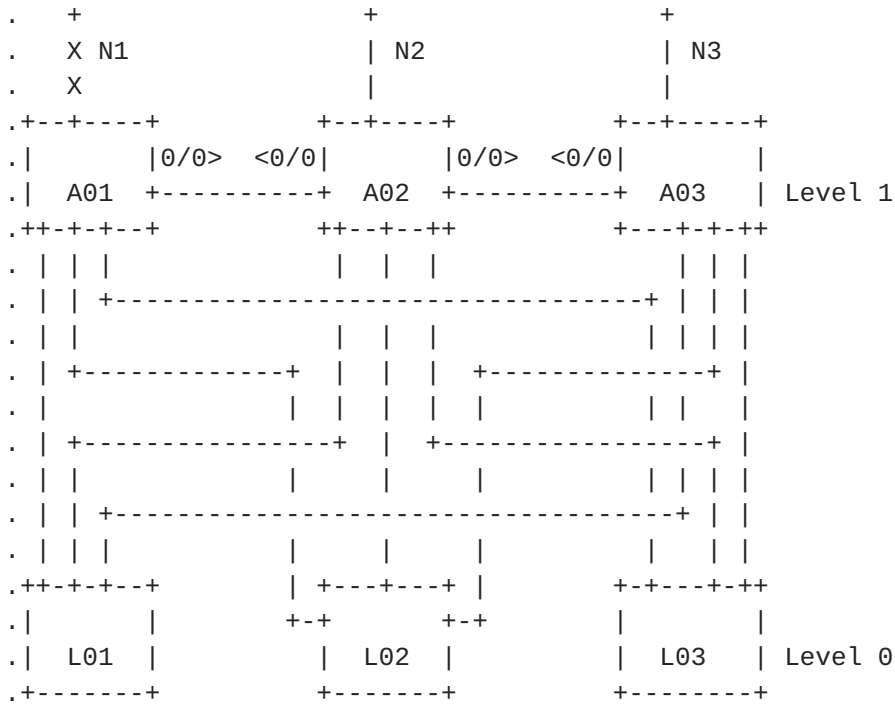 .   +                  +                  +
.   X N1               | N2               | N3
.   X                  |                  |
.+--+----+          +--+----+          +--+-----+
.|       |0/0>  <0/0|       |0/0>  <0/0|        |
.|  A01  +----------+  A02  +----------+  A03   | Level 1
.++-+-+--+          ++--+--++          +---+-+-++
. | | |              |  |  |               | | |
. | | +----------------------------------+ | | |
. | |                |  |  |             | | | |
. | +-------------+  |  |  |  +--------------+ |
. |               |  |  |  |  |          | |   |
. | +----------------+  |  +-----------------+ |
. | |             |     |     |          | | | |
. | | +------------------------------------+ | |
. | | |           |     |     |          |   | |
.++-+-+--+        | +---+---+ |        +-+---+-++
.|       |        +-+       +-+        |        |
.|  L01  |          |  L02  |          |  L03   | Level 0
.+-------+          +-------+          +--------+